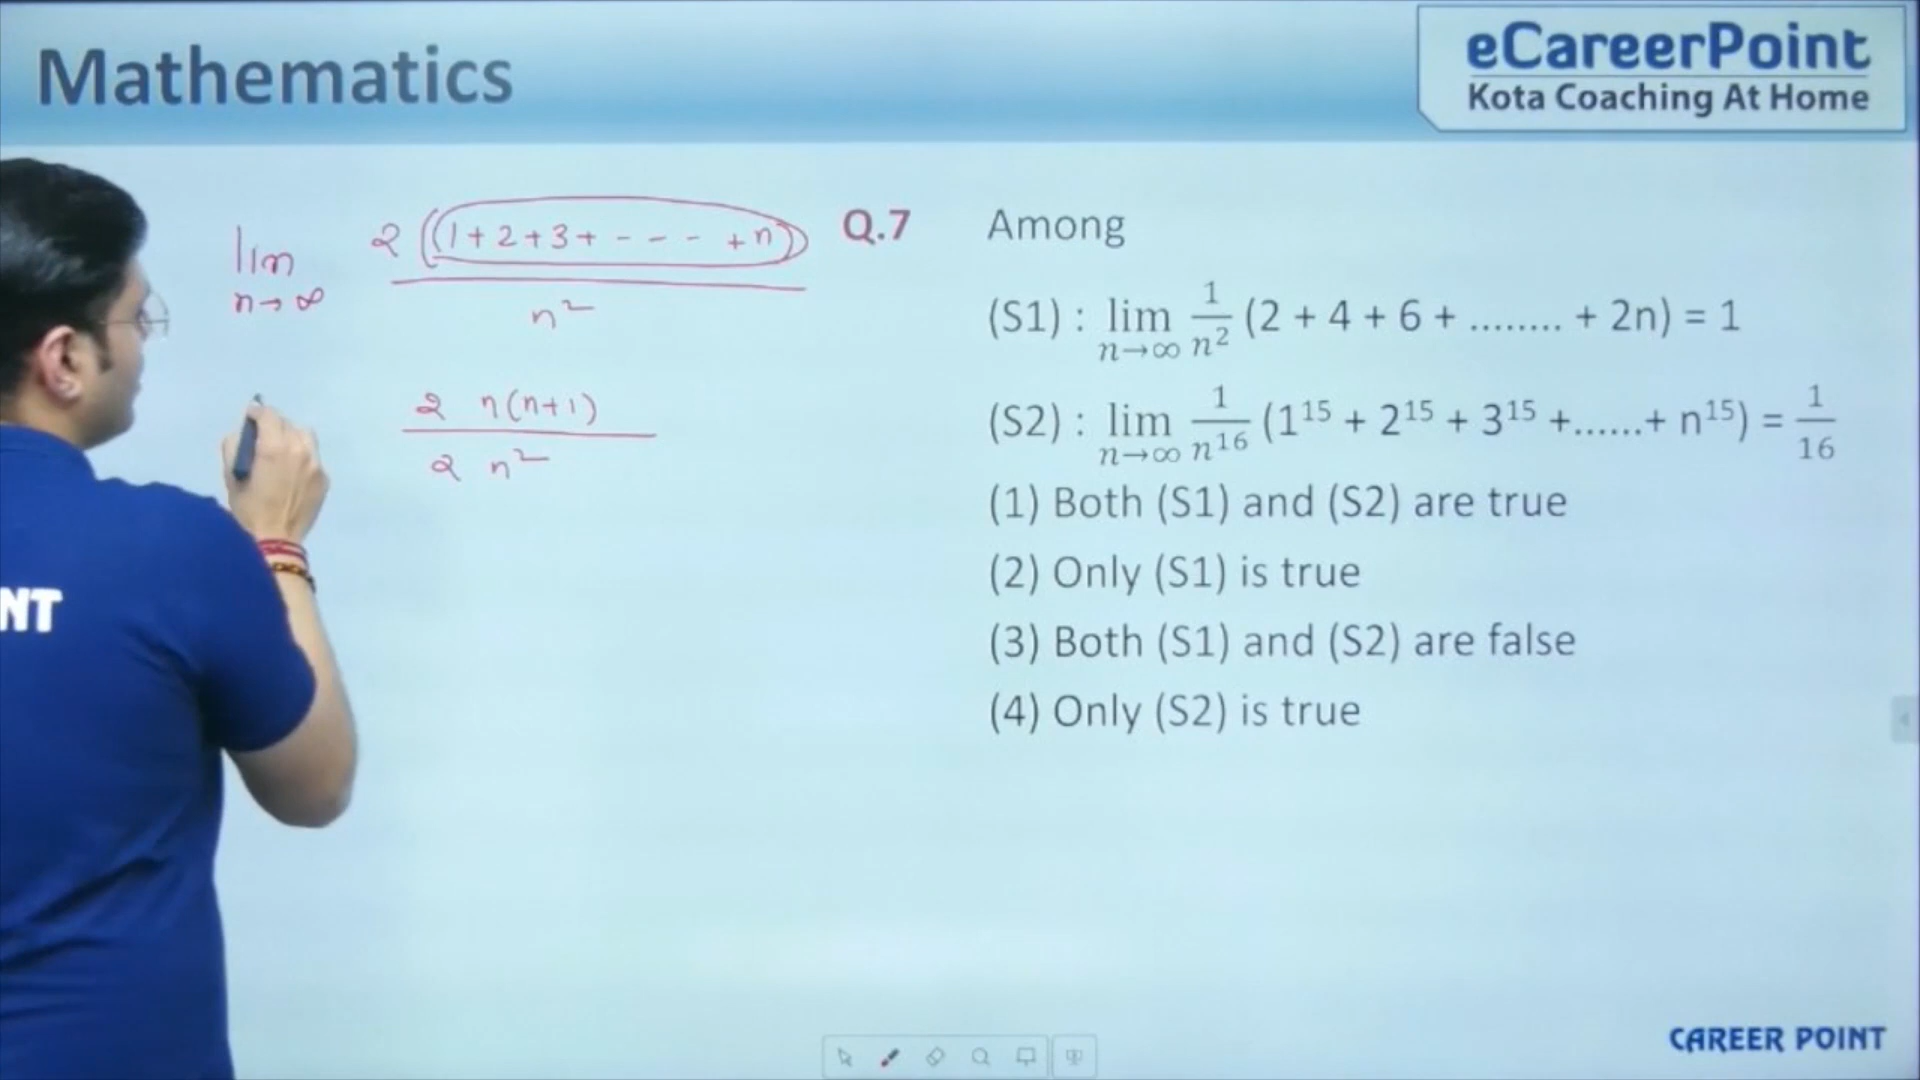 Mathematics
eCareerPoint
Kota Coaching At Home
lim n→∞ 2((1+2+3+ - - - +n)) / n²
2 n(n+1) / 2 n²
Q.7 Among
(S1) : lim n→∞ 1/n² (2 + 4 + 6 + ........ + 2n) = 1
(S2) : lim n→∞ 1/n¹⁶ (1¹⁵ + 2¹⁵ + 3¹⁵ +......+ n¹⁵) = 1/16
(1) Both (S1) and (S2) are true
(2) Only (S1) is true
(3) Both (S1) and (S2) are false
(4) Only (S2) is true
NT
CAREER POINT